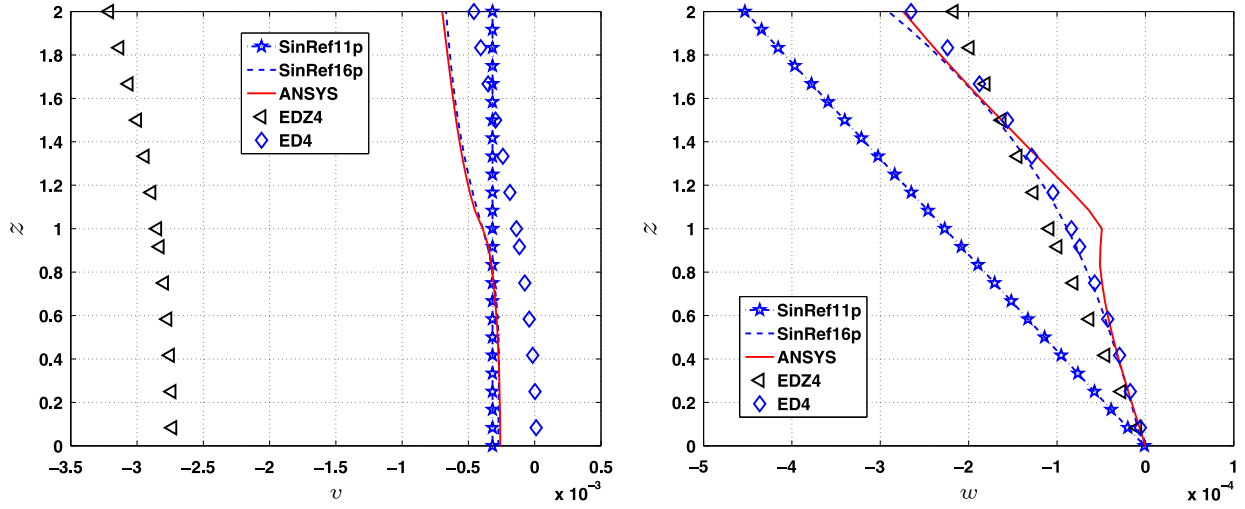 2
1.8
1.6
1.4
1.2
1
0.8
0.6
0.4
0.2
0
z
SinRef11p
SinRef16p
ANSYS
EDZ4
ED4
−3.5 −3 −2.5 −2 −1.5 −1 −0.5 0 0.5
v
x 10⁻³
2
1.8
1.6
1.4
1.2
1
0.8
0.6
0.4
0.2
0
z
SinRef11p
SinRef16p
ANSYS
EDZ4
ED4
−5 −4 −3 −2 −1 0 1
w
x 10⁻⁴